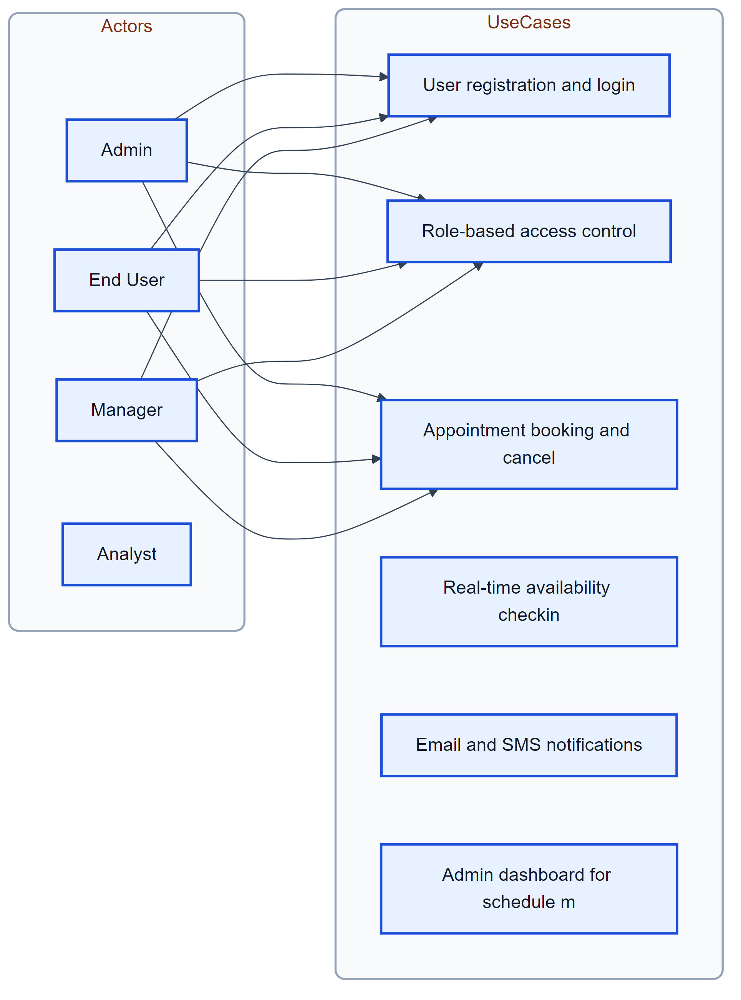 Actors
Admin
End User
Manager
Analyst
UseCases
User registration and login
Role-based access control
Appointment booking and
cancel
Real-time availability
checkin
Email and SMS notifications
Admin dashboard for
schedule m